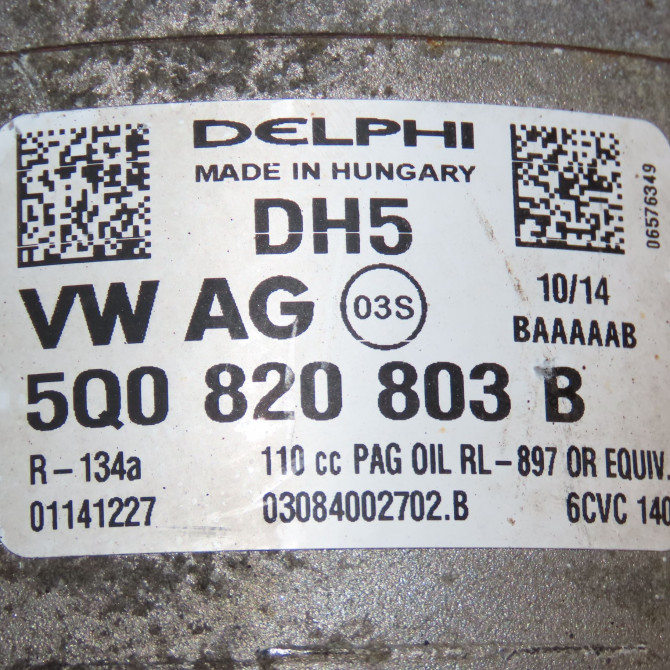 DELPHI
MADE IN HUNGARY
DH5
06576349
VW AG 03S 10/14
BAAAAAB
5Q0 820 803 B
R-134a 110 cc PAG OIL RL-897 OR EQUIV.
01141227 03084002702.B 6CVC 140